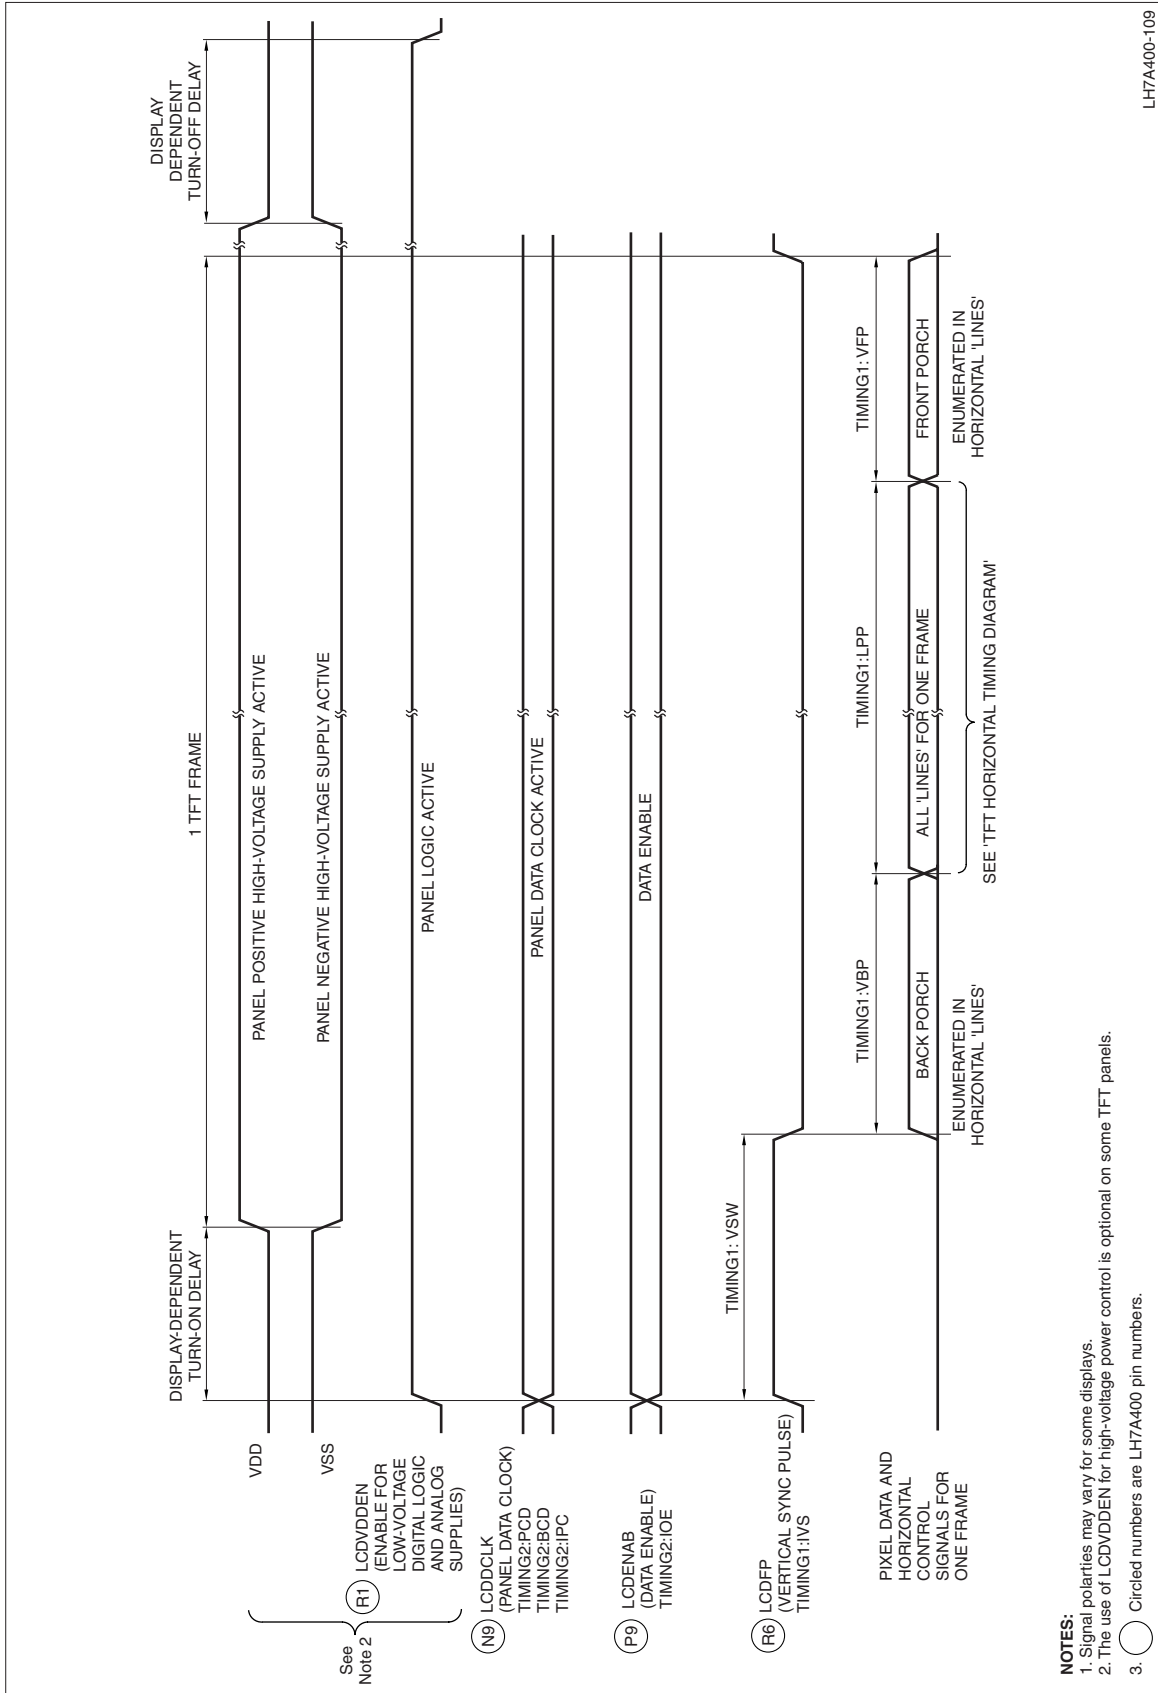 DISPLAY-DEPENDENT
TURN-ON DELAY
1 TFT FRAME
DISPLAY
DEPENDENT
TURN-OFF DELAY
VDD
PANEL POSITIVE HIGH-VOLTAGE SUPPLY ACTIVE
VSS
PANEL NEGATIVE HIGH-VOLTAGE SUPPLY ACTIVE
See
Note 2
R1
LCDVDDEN
(ENABLE FOR
LOW-VOLTAGE
DIGITAL LOGIC
AND ANALOG
SUPPLIES)
PANEL LOGIC ACTIVE
N9
LCDDCLK
(PANEL DATA CLOCK)
TIMING2:PCD
TIMING2:BCD
TIMING2:IPC
PANEL DATA CLOCK ACTIVE
P9
LCDENAB
(DATA ENABLE)
TIMING2:IOE
DATA ENABLE
TIMING1: VSW
R6
LCDFP
(VERTICAL SYNC PULSE)
TIMING1:IVS
TIMING1:VBP
TIMING1:LPP
TIMING1: VFP
PIXEL DATA AND
HORIZONTAL
CONTROL
SIGNALS FOR
ONE FRAME
BACK PORCH
ALL 'LINES' FOR ONE FRAME
FRONT PORCH
ENUMERATED IN
HORIZONTAL 'LINES'
SEE 'TFT HORIZONTAL TIMING DIAGRAM'
ENUMERATED IN
HORIZONTAL 'LINES'
NOTES:
1. Signal polarties may vary for some displays.
2. The use of LCDVDDEN for high-voltage power control is optional on some TFT panels.
3. Circled numbers are LH7A400 pin numbers.
LH7A400-109